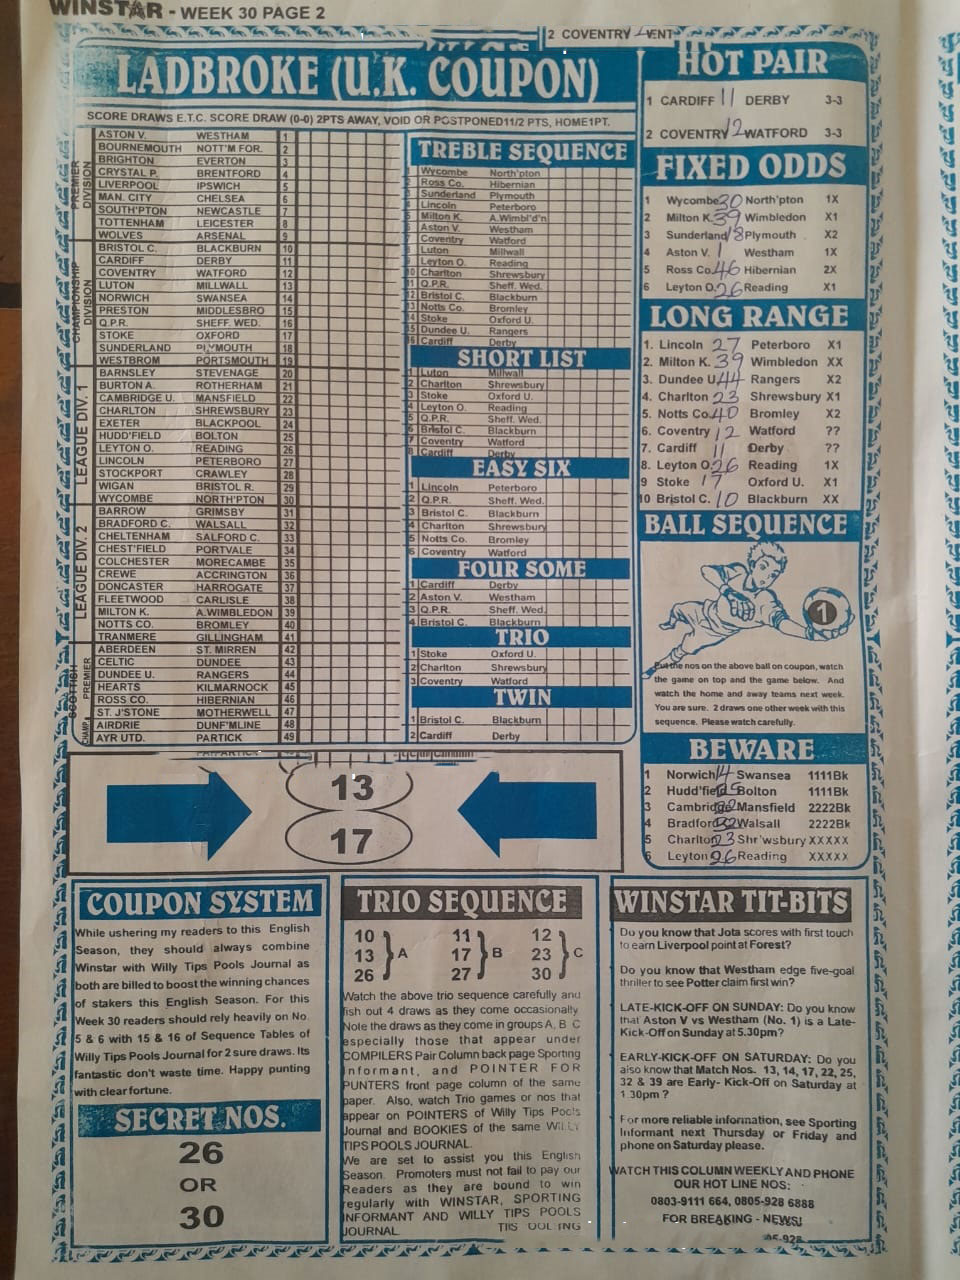 WINSTAR - WEEK 30 PAGE 2
2 COVENTRY
LADBROKE (U.K. COUPON)
SCORE DRAWS E.T.C. SCORE DRAW (0-0) 2PTS AWAY, VOID OR POSTPONED11/2 PTS, HOME1PT.
PREMIER DIVISION
ASTON V. WESTHAM 1
BOURNEMOUTH NOTT'M FOR. 2
BRIGHTON EVERTON 3
CRYSTAL P. BRENTFORD 4
LIVERPOOL IPSWICH 5
MAN. CITY CHELSEA 6
SOUTH'PTON NEWCASTLE 7
TOTTENHAM LEICESTER 8
WOLVES ARSENAL 9
CHAMPIONSHIP DIVISION
BRISTOL C. BLACKBURN 10
CARDIFF DERBY 11
COVENTRY WATFORD 12
LUTON MILLWALL 13
NORWICH SWANSEA 14
PRESTON MIDDLESBRO 15
Q.P.R. SHEFF. WED. 16
STOKE OXFORD 17
SUNDERLAND PLYMOUTH 18
WESTBROM PORTSMOUTH 19
LEAGUE DIV. 1
BARNSLEY STEVENAGE 20
BURTON A. ROTHERHAM 21
CAMBRIDGE U. MANSFIELD 22
CHARLTON SHREWSBURY 23
EXETER BLACKPOOL 24
HUDD'FIELD BOLTON 25
LEYTON O. READING 26
LINCOLN PETERBORO 27
STOCKPORT CRAWLEY 28
WIGAN BRISTOL R. 29
WYCOMBE NORTH'PTON 30
LEAGUE DIV. 2
BARROW GRIMSBY 31
BRADFORD C. WALSALL 32
CHELTENHAM SALFORD C. 33
CHEST'FIELD PORTVALE 34
COLCHESTER MORECAMBE 35
CREWE ACCRINGTON 36
DONCASTER HARROGATE 37
FLEETWOOD CARLISLE 38
MILTON K. A.WIMBLEDON 39
NOTTS CO. BROMLEY 40
TRANMERE GILLINGHAM 41
SCOTTISH PREMIER
ABERDEEN ST. MIRREN 42
CELTIC DUNDEE 43
DUNDEE U. RANGERS 44
HEARTS KILMARNOCK 45
ROSS CO. HIBERNIAN 46
ST. J'STONE MOTHERWELL 47
CHAMP.
AIRDRIE DUNF'MLINE 48
AYR UTD. PARTICK 49
TREBLE SEQUENCE
1 Wycombe North'pton
2 Ross Co. Hibernian
3 Sunderland Plymouth
4 Lincoln Peterboro
5 Milton K. A.Wimbl'd'n
6 Aston V. Westham
7 Coventry Watford
8 Luton Millwall
9 Leyton O. Reading
10 Charlton Shrewsbury
11 Q.P.R. Sheff. Wed.
12 Bristol C. Blackburn
13 Notts Co. Bromley
14 Stoke Oxford U.
15 Dundee U. Rangers
16 Cardiff Derby
SHORT LIST
1 Luton Millwall
2 Charlton Shrewsbury
3 Stoke Oxford U.
4 Leyton O. Reading
5 Q.P.R. Sheff. Wed.
6 Bristol C. Blackburn
7 Coventry Watford
8 Cardiff Derby
EASY SIX
1 Lincoln Peterboro
2 Q.P.R. Sheff. Wed.
3 Bristol C. Blackburn
4 Charlton Shrewsbury
5 Notts Co. Bromley
6 Coventry Watford
FOUR SOME
1 Cardiff Derby
2 Aston V. Westham
3 Q.P.R. Sheff. Wed.
4 Bristol C. Blackburn
TRIO
1 Stoke Oxford U.
2 Charlton Shrewsbury
3 Coventry Watford
TWIN
1 Bristol C. Blackburn
2 Cardiff Derby
HOT PAIR
1 CARDIFF 11 DERBY 3-3
2 COVENTRY 12 WATFORD 3-3
FIXED ODDS
1 Wycombe 30 North'pton 1X
2 Milton K. 39 Wimbledon X1
3 Sunderland 18 Plymouth X2
4 Aston V. 1 Westham 1X
5 Ross Co. 46 Hibernian 2X
6 Leyton O. 26 Reading X1
LONG RANGE
1. Lincoln 27 Peterboro X1
2. Milton K. 39 Wimbledon XX
3. Dundee U 44 Rangers X2
4. Charlton 23 Shrewsbury X1
5. Notts Co. 40 Bromley X2
6. Coventry 12 Watford ??
7. Cardiff 11 Derby ??
8. Leyton O. 26 Reading 1X
9 Stoke 17 Oxford U. X1
10 Bristol C. 10 Blackburn XX
BALL SEQUENCE
1
Put the nos on the above ball on coupon, watch
the game on top and the game below. And
watch the home and away teams next week.
You are sure. 2 draws one other week with this
sequence. Please watch carefully.
BEWARE
1 Norwich 14 Swansea 1111Bk
2 Hudd'field 25 Bolton 1111Bk
3 Cambridge 22 Mansfield 2222Bk
4 Bradford 32 Walsall 2222Bk
5 Charlton 23 Shr'wsbury XXXXX
6 Leyton 26 Reading XXXXX
13
17
COUPON SYSTEM
While ushering my readers to this English
Season, they should always combine
Winstar with Willy Tips Pools Journal as
both are billed to boost the winning chances
of stakers this English Season. For this
Week 30 readers should rely heavily on No.
5 & 6 with 15 & 16 of Sequence Tables of
Willy Tips Pools Journal for 2 sure draws. Its
fantastic don't waste time. Happy punting
with clear fortune.
SECRET NOS.
26
OR
30
TRIO SEQUENCE
10 11 12
13 A 17 B 23 C
26 27 30
Watch the above trio sequence carefully and
fish out 4 draws as they come occasionally
Note the draws as they come in groups A, B C
especially those that appear under
COMPILERS Pair Column back page Sporting
Informant, and POINTER FOR
PUNTERS front page column of the same
paper. Also, watch Trio games or nos that
appear on POINTERS of Willy Tips Pools
Journal and BOOKIES of the same WILLY
TIPS POOLS JOURNAL.
We are set to assist you this English
Season. Promoters must not fail to pay our
Readers as they are bound to win
regularly with WINSTAR, SPORTING
INFORMANT AND WILLY TIPS POOLS
JOURNAL.
WINSTAR TIT-BITS
Do you know that Jota scores with first touch
to earn Liverpool point at Forest?
Do you know that Westham edge five-goal
thriller to see Potter claim first win?
LATE-KICK-OFF ON SUNDAY: Do you know
that Aston V vs Westham (No. 1) is a Late-
Kick-Off on Sunday at 5.30pm?
EARLY-KICK-OFF ON SATURDAY: Do you
also know that Match Nos. 13, 14, 17, 22, 25,
32 & 39 are Early- Kick-Off on Saturday at
1.30pm ?
For more reliable information, see Sporting
Informant next Thursday or Friday and
phone on Saturday please.
WATCH THIS COLUMN WEEKLY AND PHONE
OUR HOT LINE NOS:
0803-9111 664, 0805-928 6888
FOR BREAKING - NEWS!